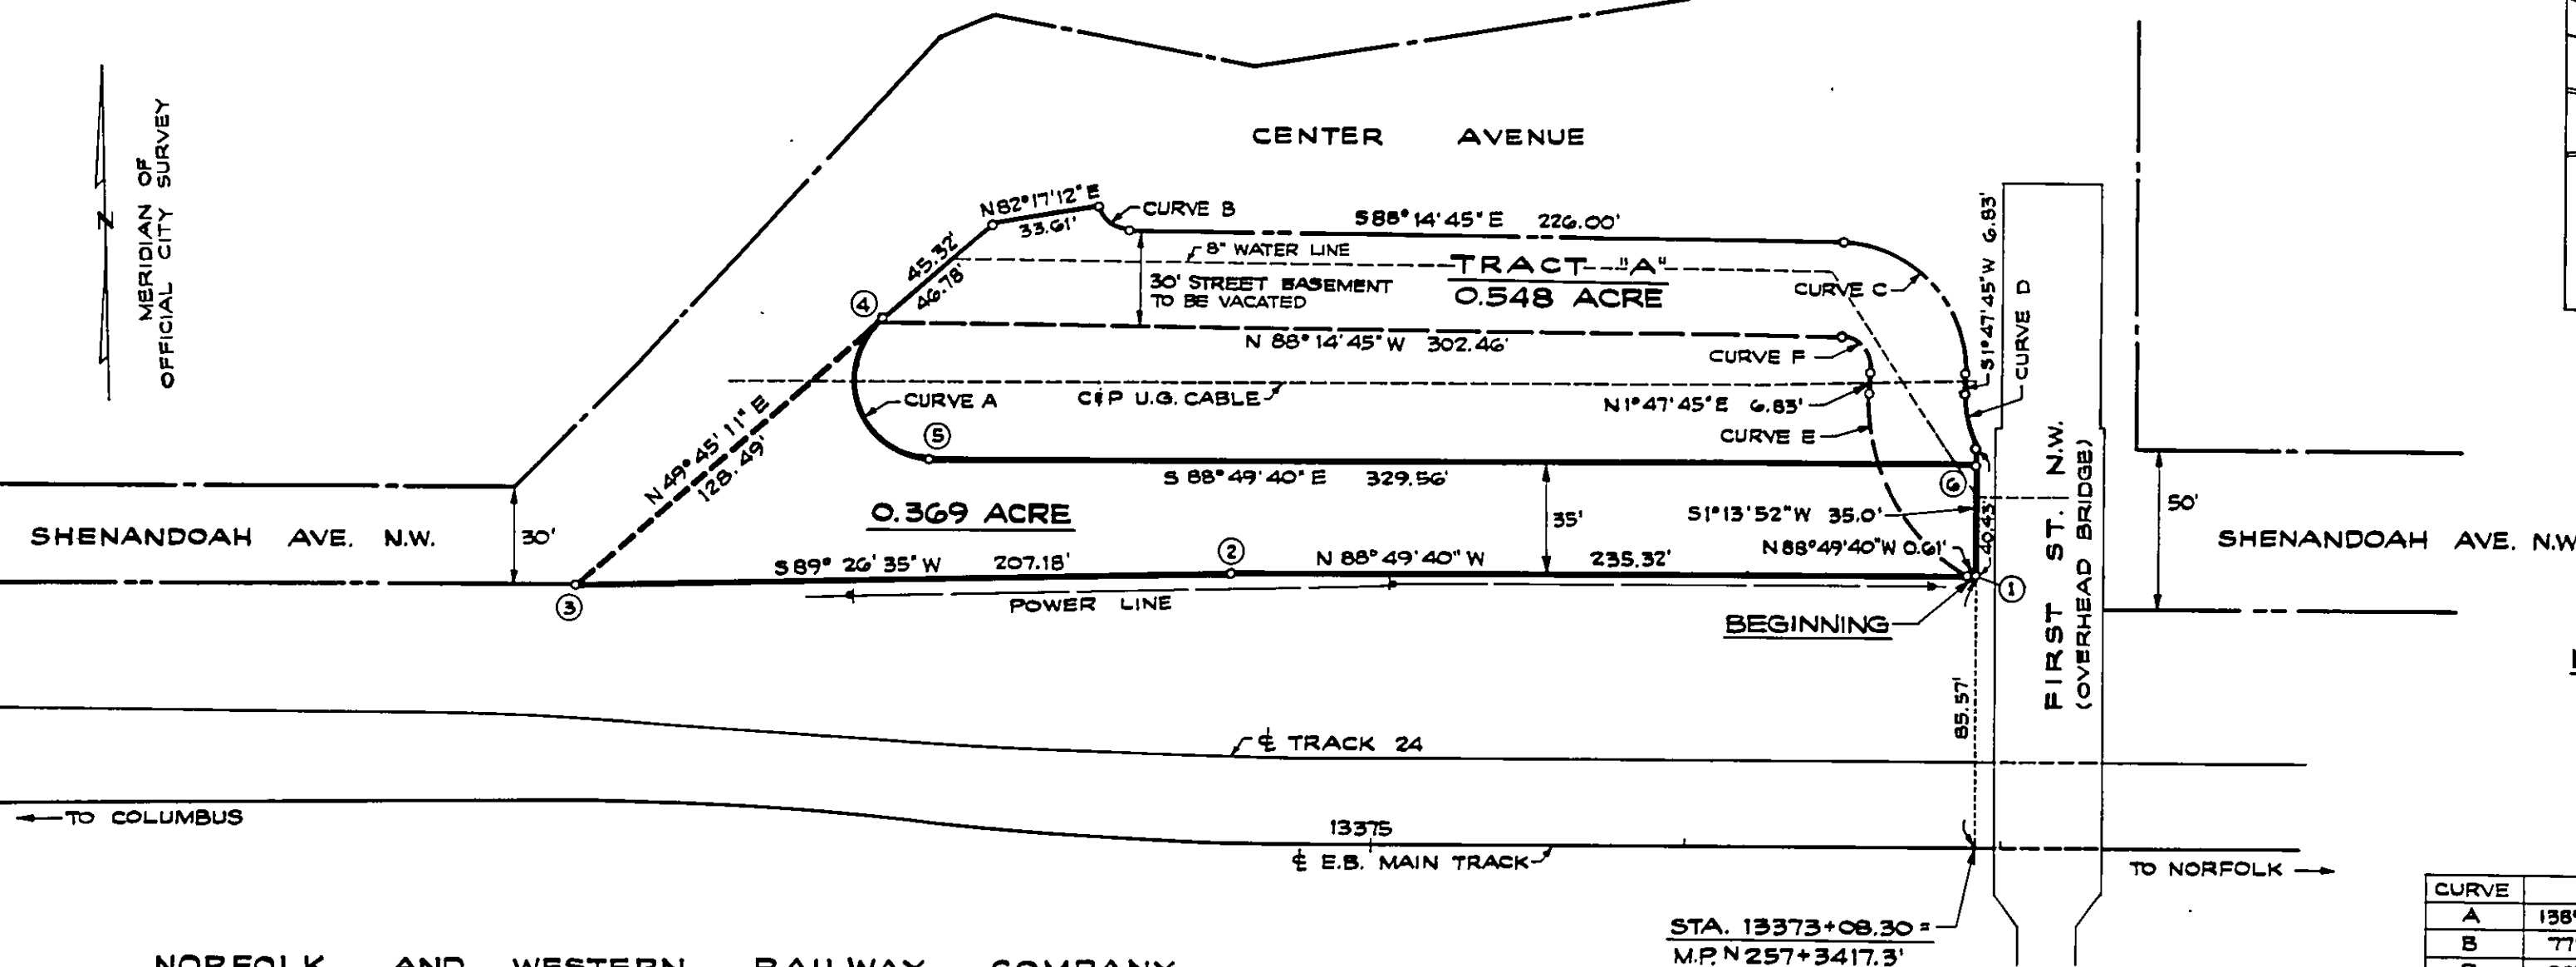 MERIDIAN OF
OFFICIAL CITY SURVEY
N
CENTER AVENUE
N82°17'12"E
33.61'
CURVE B
S88°14'45"E 226.00'
8" WATER LINE
45.32'
46.78'
30' STREET BASEMENT
TO BE VACATED
TRACT "A"
0.548 ACRE
CURVE C
S1°47'45"W 6.83'
CURVE D
4
N 88°14'45"W 302.46'
CURVE F
CURVE A
C&P U.G. CABLE
N1°47'45"E 6.83'
CURVE E
5
N 49°45'11" E
128.49'
S 88°49'40" E 329.56'
6
SHENANDOAH AVE. N.W.
30'
0.369 ACRE
35'
S1°13'52"W 35.0'
40.43'
N88°49'40"W 0.61'
FIRST ST. N.W.
(OVERHEAD BRIDGE)
50'
SHENANDOAH AVE. N.W
S89°26'35"W 207.18'
2
N 88°49'40"W 235.32'
3
POWER LINE
1
BEGINNING
85.57'
℄ TRACK 24
TO COLUMBUS
13375
℄ E.B. MAIN TRACK
TO NORFOLK
STA. 13373+08.30 =
M.P. N257+3417.3'
NORFOLK AND WESTERN RAILWAY COMPANY
CURVE
A 138°
B 77